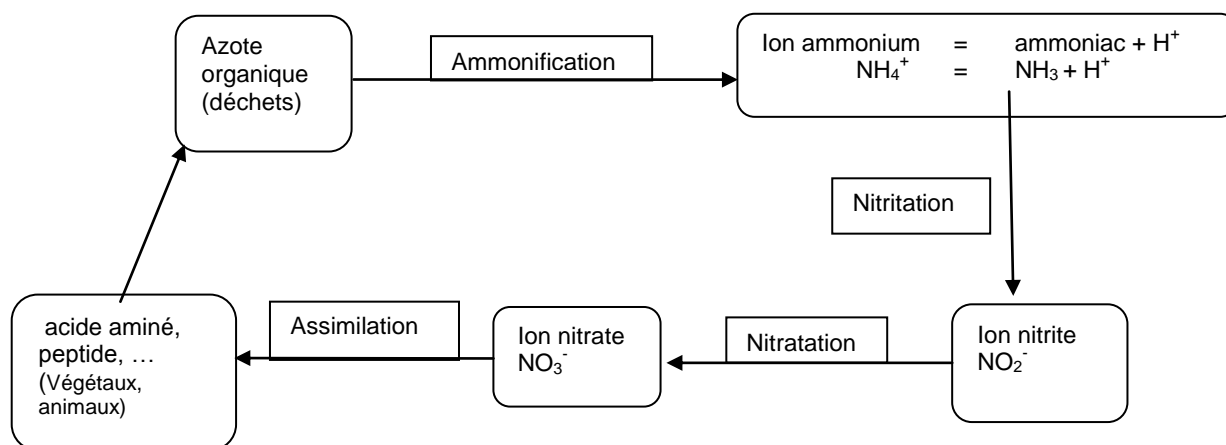 Azote
organique
(déchets)
Ammonification
Ion ammonium = ammoniac + H⁺
NH₄⁺ = NH₃ + H⁺
Nitritation
acide aminé,
peptide, …
(Végétaux,
animaux)
Assimilation
Ion nitrate
NO₃⁻
Nitratation
Ion nitrite
NO₂⁻